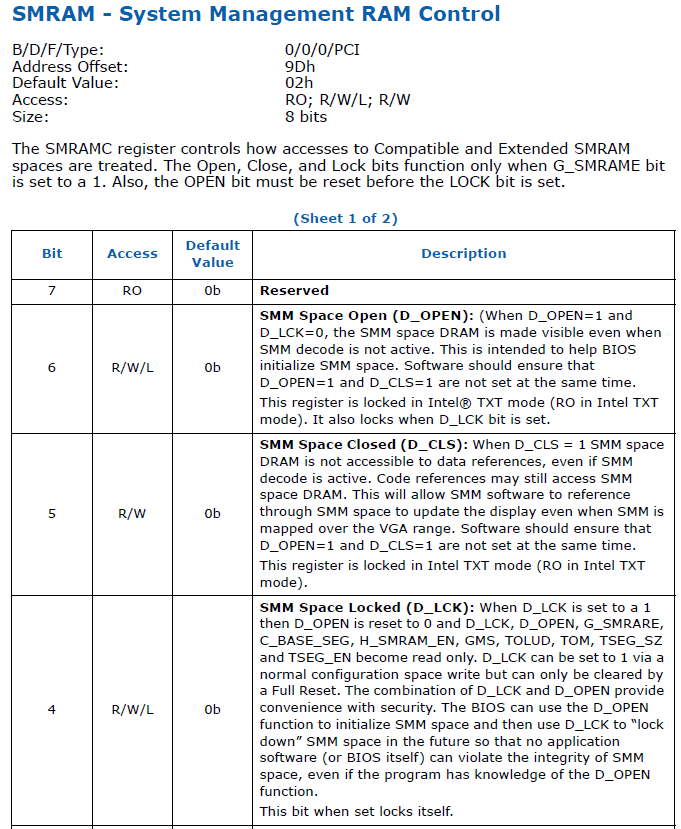 SMRAM - System Management RAM Control
B/D/F/Type: 0/0/0/PCI
Address Offset: 9Dh
Default Value: 02h
Access: RO; R/W/L; R/W
Size: 8 bits
The SMRAMC register controls how accesses to Compatible and Extended SMRAM
spaces are treated. The Open, Close, and Lock bits function only when G_SMRAME bit
is set to a 1. Also, the OPEN bit must be reset before the LOCK bit is set.
(Sheet 1 of 2)
Bit Access Default Value Description
7 RO 0b Reserved
6 R/W/L 0b
SMM Space Open (D_OPEN): (When D_OPEN=1 and
D_LCK=0, the SMM space DRAM is made visible even when
SMM decode is not active. This is intended to help BIOS
initialize SMM space. Software should ensure that
D_OPEN=1 and D_CLS=1 are not set at the same time.
This register is locked in Intel® TXT mode (RO in Intel TXT
mode). It also locks when D_LCK bit is set.
5 R/W 0b
SMM Space Closed (D_CLS): When D_CLS = 1 SMM space
DRAM is not accessible to data references, even if SMM
decode is active. Code references may still access SMM
space DRAM. This will allow SMM software to reference
through SMM space to update the display even when SMM is
mapped over the VGA range. Software should ensure that
D_OPEN=1 and D_CLS=1 are not set at the same time.
This register is locked in Intel TXT mode (RO in Intel TXT
mode).
4 R/W/L 0b
SMM Space Locked (D_LCK): When D_LCK is set to a 1
then D_OPEN is reset to 0 and D_LCK, D_OPEN, G_SMRARE,
C_BASE_SEG, H_SMRAM_EN, GMS, TOLUD, TOM, TSEG_SZ
and TSEG_EN become read only. D_LCK can be set to 1 via a
normal configuration space write but can only be cleared by
a Full Reset. The combination of D_LCK and D_OPEN provide
convenience with security. The BIOS can use the D_OPEN
function to initialize SMM space and then use D_LCK to "lock
down" SMM space in the future so that no application
software (or BIOS itself) can violate the integrity of SMM
space, even if the program has knowledge of the D_OPEN
function.
This bit when set locks itself.